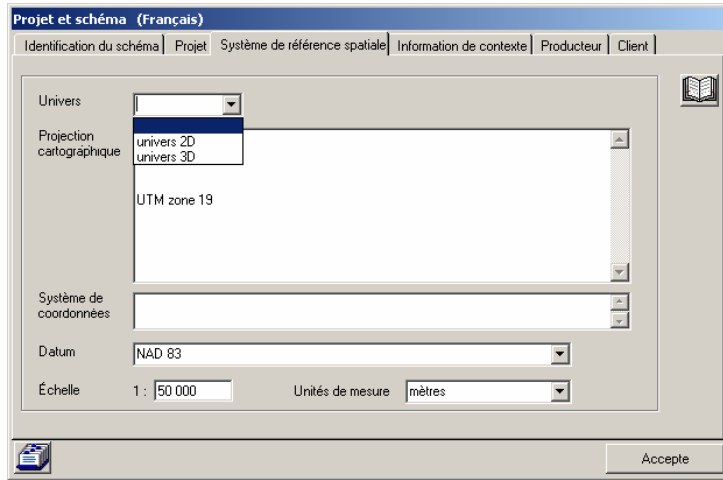 Projet et schéma (Français)
Identification du schéma Projet Système de référence spatiale Information de contexte Producteur Client
Univers
univers 2D
univers 3D
Projection
cartographique
UTM zone 19
Système de
coordonnées
Datum NAD 83
Échelle 1 : 50 000 Unités de mesure mètres
Accepte